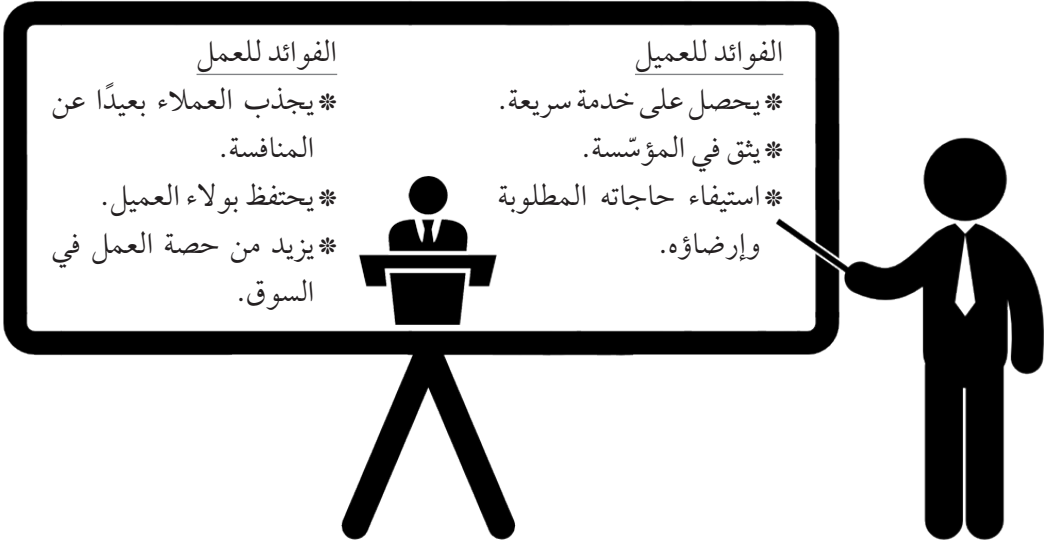 الفوائد للعميل
❊ يحصل على خدمة سريعة.
❊ يثق في المؤسّسة.
❊ استيفاء حاجاته المطلوبة
وإرضاؤه.
الفوائد للعمل
❊ يجذب العملاء بعيدًا عن
المنافسة.
❊ يحتفظ بولاء العميل.
❊ يزيد من حصة العمل في
السوق.